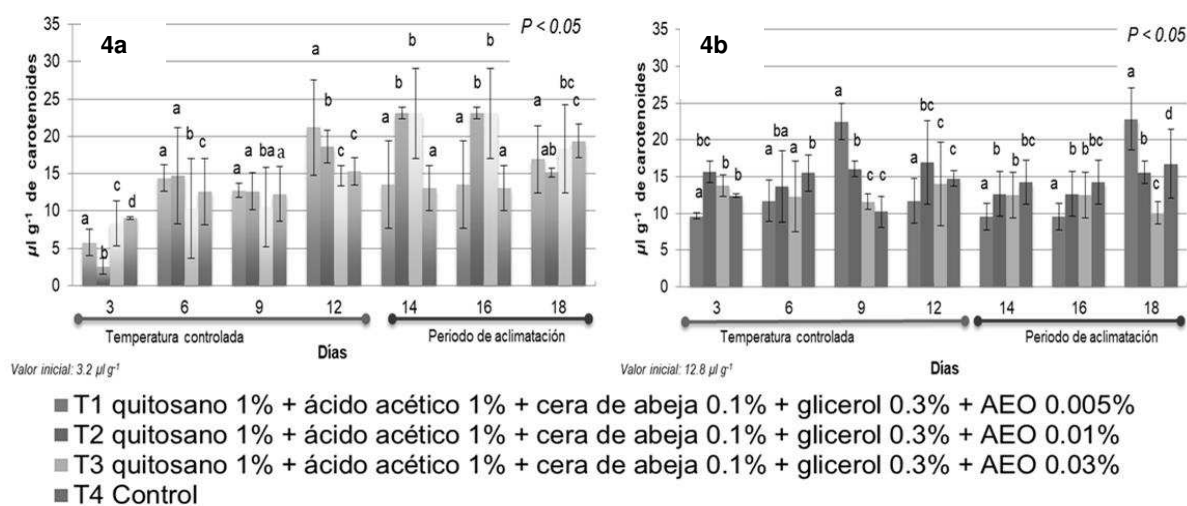 4a
P < 0.05
µl g⁻¹ de carotenoides
35
30
25
20
15
10
5
0
a b c d
a a b c
a a ba a
a b c c
a b b a
a b b a
a ab bc c
3 6 9 12 14 16 18
Temperatura controlada
Periodo de aclimatación
Dias
Valor inicial: 3.2 µl g⁻¹
4b
P < 0.05
µl g⁻¹ de carotenoides
35
30
25
20
15
10
5
0
a bc b b
a ba a b
a b c c
a bc b c
a b b bc
a b b bc
a b c d
3 6 9 12 14 16 18
Temperatura controlada
Periodo de aclimatación
Dias
Valor inicial: 12.8 µl g⁻¹
T1 quitosano 1% + ácido acético 1% + cera de abeja 0.1% + glicerol 0.3% + AEO 0.005%
T2 quitosano 1% + ácido acético 1% + cera de abeja 0.1% + glicerol 0.3% + AEO 0.01%
T3 quitosano 1% + ácido acético 1% + cera de abeja 0.1% + glicerol 0.3% + AEO 0.03%
T4 Control